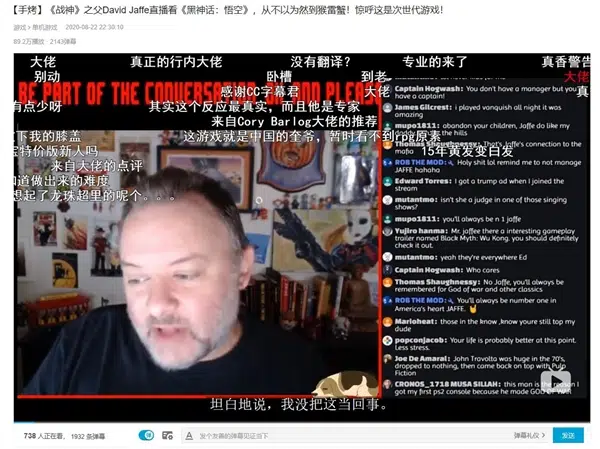 【手烤】《战神》之父David Jaffe直播看《黑神话：悟空》，从不以为然到猴雷蟹！惊呼这是次世代游戏！
游戏 > 单机游戏 2020-08-22 22:30:10
89.2万播放 · 2143弹幕
大佬 真正的行内大佬 没有翻译？ 专业的来了 真香警告
别动 卧槽 到老 大佬
BE PART OF THE CONVERSATION
感谢CC字幕君 大佬 真
有点少呀 其实这个反应最真实，而且他是专家
来自Cory Barlog大佬的推荐
下我的膝盖 这游戏就是中国的奎爷，暂时看不到rpg原素
特价版新人吗 15年黄发变白发
来自大佬的点评
知道做出来的难度
想起了龙珠超里的呢个。。。
Captain Hogwash: You don't have a manager but you
have a captain!
James Gilcrest: i played vanquish all night it was
amazing
mupo1811: abandon your children, Jaffe do like my
the hills
Thomas Shaughnessy: That's Jaffe's connection to the
mafia
ROB THE MOD: Holy shit lol remind me to not manage
JAFFE hahaha
Edward Torres: I got a trump ad when I joined the
stream
mutantmo: isn't she a judge in one of those singing
shows?
mupo1811: you'll always be n 1 jaffe
Yujiro hanma: Mr. jaffe there a interesting gameplay
trailer named Black Myth: Wu Kong, you should definitely
check it out.
mutantmo: yeah they're everywhere Ed
Captain Hogwash: Who cares
Thomas Shaughnessy: No Jaffe, you'll always be
remembered for God of war and other classics
ROB THE MOD: You'll always be number one in
America's heart JAFFE. 🤘
Marioheat: those in the know ,know youre still top my
dude
popconjacob: Your life is probably better at this point.
Less stress.
Joe De Amaral: John Travolta was huge in the 70's,
dropped to nothing, then came back on top with Pulp
Fiction
CRONOS_1718 MUSA SILIAH: this man is the reason I
got my first ps2 console because he made GOD OF WAR
坦白地说，我没把这当回事。
738 人正在看，1932 条弹幕 发个友善的弹幕见证当下 弹幕礼仪 > 发送